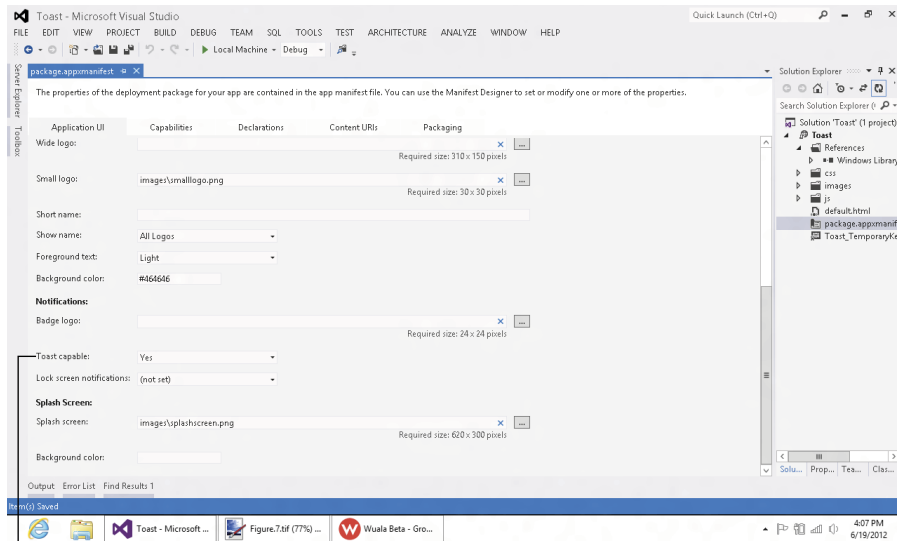 Toast - Microsoft Visual Studio
Quick Launch (Ctrl+Q)
FILE EDIT VIEW PROJECT BUILD DEBUG TEAM SQL TOOLS TEST ARCHITECTURE ANALYZE WINDOW HELP
Local Machine Debug
Server Explorer
Toolbox
package.appxmanifest
The properties of the deployment package for your app are contained in the app manifest file. You can use the Manifest Designer to set or modify one or more of the properties.
Application UI Capabilities Declarations Content URIs Packaging
Wide logo:
Required size: 310 x 150 pixels
Small logo: images\smalllogo.png
Required size: 30 x 30 pixels
Short name:
Show name: All Logos
Foreground text: Light
Background color: #464646
Notifications:
Badge logo:
Required size: 24 x 24 pixels
Toast capable: Yes
Lock screen notifications: (not set)
Splash Screen:
Splash screen: images\splashscreen.png
Required size: 620 x 300 pixels
Background color:
Solution Explorer
Search Solution Explorer (
Solution 'Toast' (1 project)
Toast
References
Windows Library
css
images
js
default.html
package.appxmanif
Toast_TemporaryKe
Solu... Prop... Tea... Clas...
Output Error List Find Results 1
Item(s) Saved
Toast - Microsoft ... Figure.7.tif (77%) ... Wuala Beta - Gro...
4:07 PM
6/19/2012